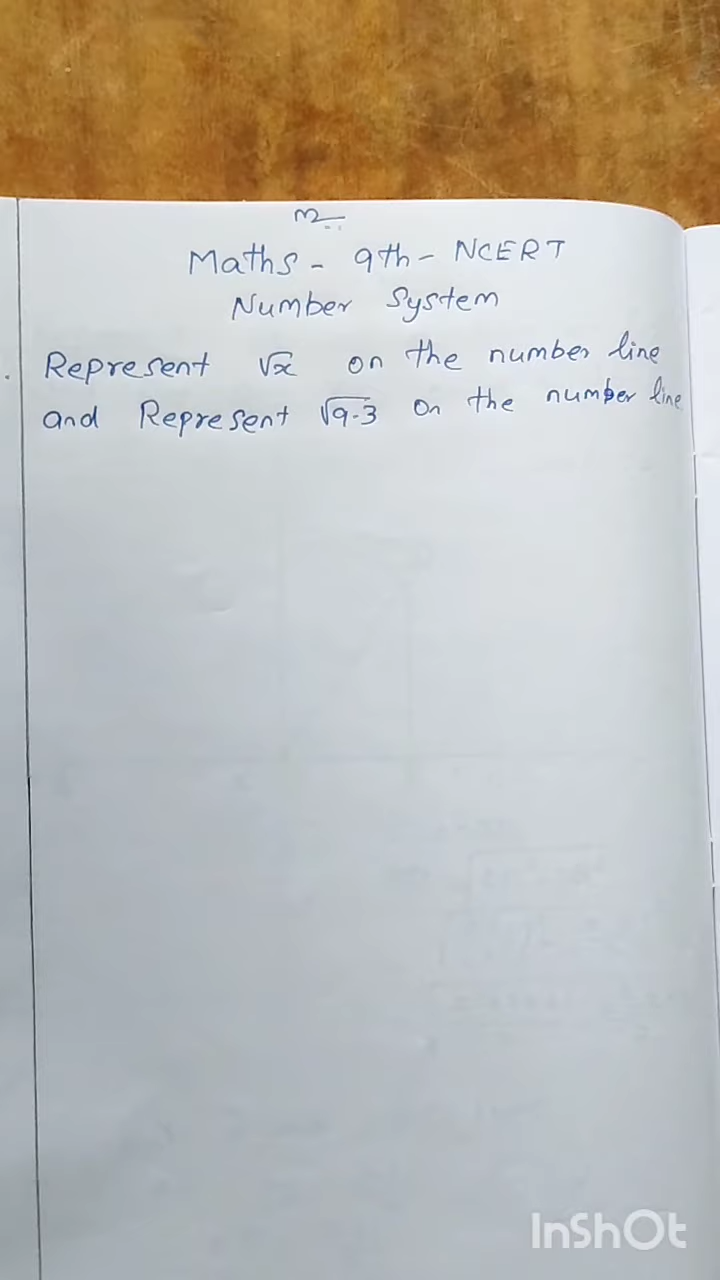 Maths - 9th - NCERT
Number System
Represent √x on the number line
and Represent √9.3 on the number line
InShOt